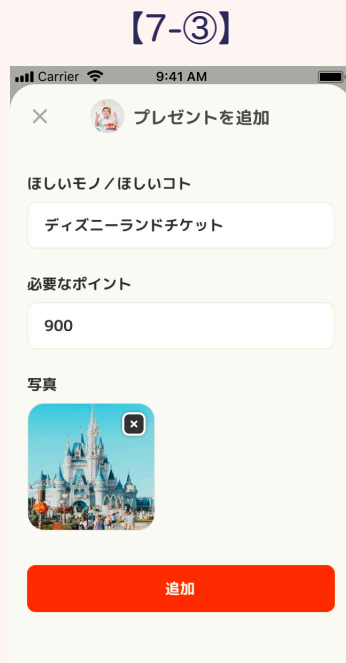 【7-③】
Carrier
9:41 AM
プレゼントを追加
ほしいモノ/ほしいコト
ディズニーランドチケット
必要なポイント
900
写真
追加